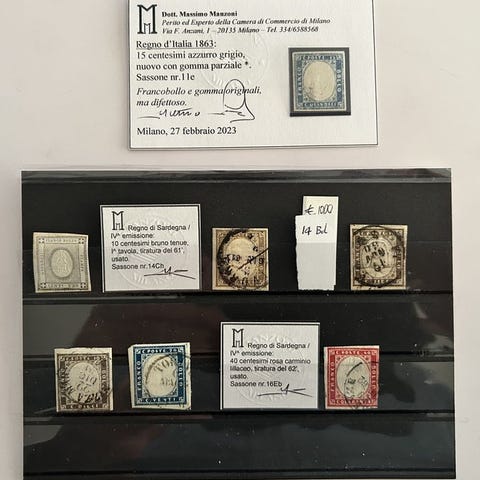 M Dott. Massimo Manzoni
Perito ed Esperto della Camera di Commercio di Milano
Via F. Anzani, 1 – 20135 Milano – Tel. 334/6588568
Regno d'Italia 1863:
15 centesimi azzurro grigio,
nuovo con gomma parziale *.
Sassone nr.11e
Francobollo e gomma originali,
ma difettoso.
Milano, 27 febbraio 2023
M Regno di Sardegna /
IVª emissione:
10 centesimi bruno tenue,
Iª tavola, tiratura del 61',
usato.
Sassone nr.14Ch
€ 1000
M Regno di Sardegna /
IVª emissione:
40 centesimi rosa carminio
lillaceo, tiratura del 62',
usato.
Sassone nr.16Eb